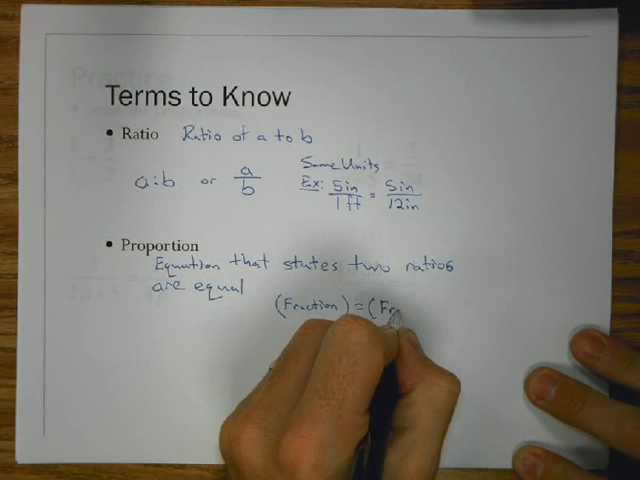 Terms to Know
• Ratio Ratio of a to b
a:b or a/b
Same Units
Ex: 5in/1ft = 5in/12in
• Proportion
Equation that states two ratios
are equal
(Fraction) = (Fra